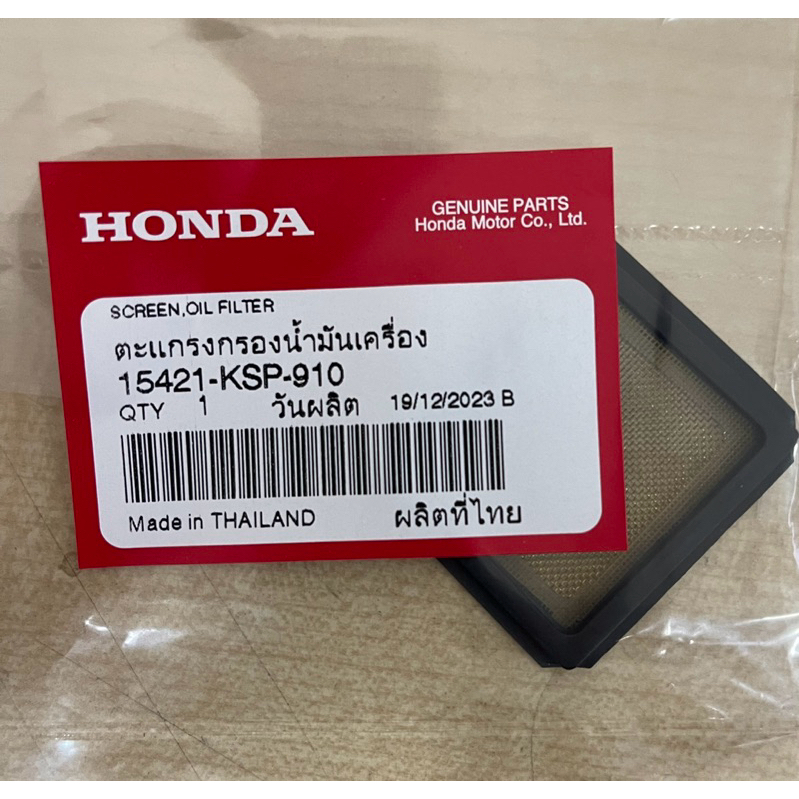 HONDA
GENUINE PARTS
Honda Motor Co., Ltd.
SCREEN,OIL FILTER
ตะแกรงกรองน้ำมันเครื่อง
15421-KSP-910
QTY 1 วันผลิต 19/12/2023 B
Made in THAILAND ผลิตที่ไทย